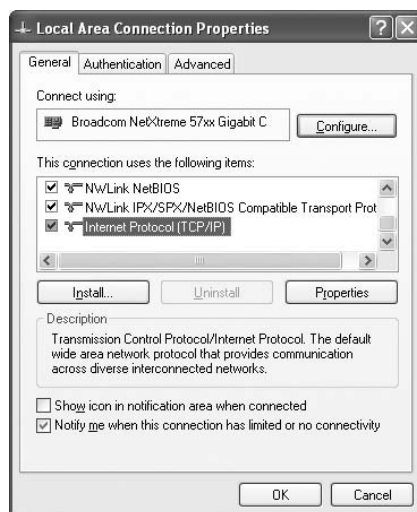 Local Area Connection Properties
General Authentication Advanced
Connect using:
Broadcom NetXtreme 57xx Gigabit C
Configure...
This connection uses the following items:
NWLink NetBIOS
NWLink IPX/SPX/NetBIOS Compatible Transport Prot
Internet Protocol (TCP/IP)
Install... Uninstall Properties
Description
Transmission Control Protocol/Internet Protocol. The default
wide area network protocol that provides communication
across diverse interconnected networks.
Show icon in notification area when connected
Notify me when this connection has limited or no connectivity
OK Cancel